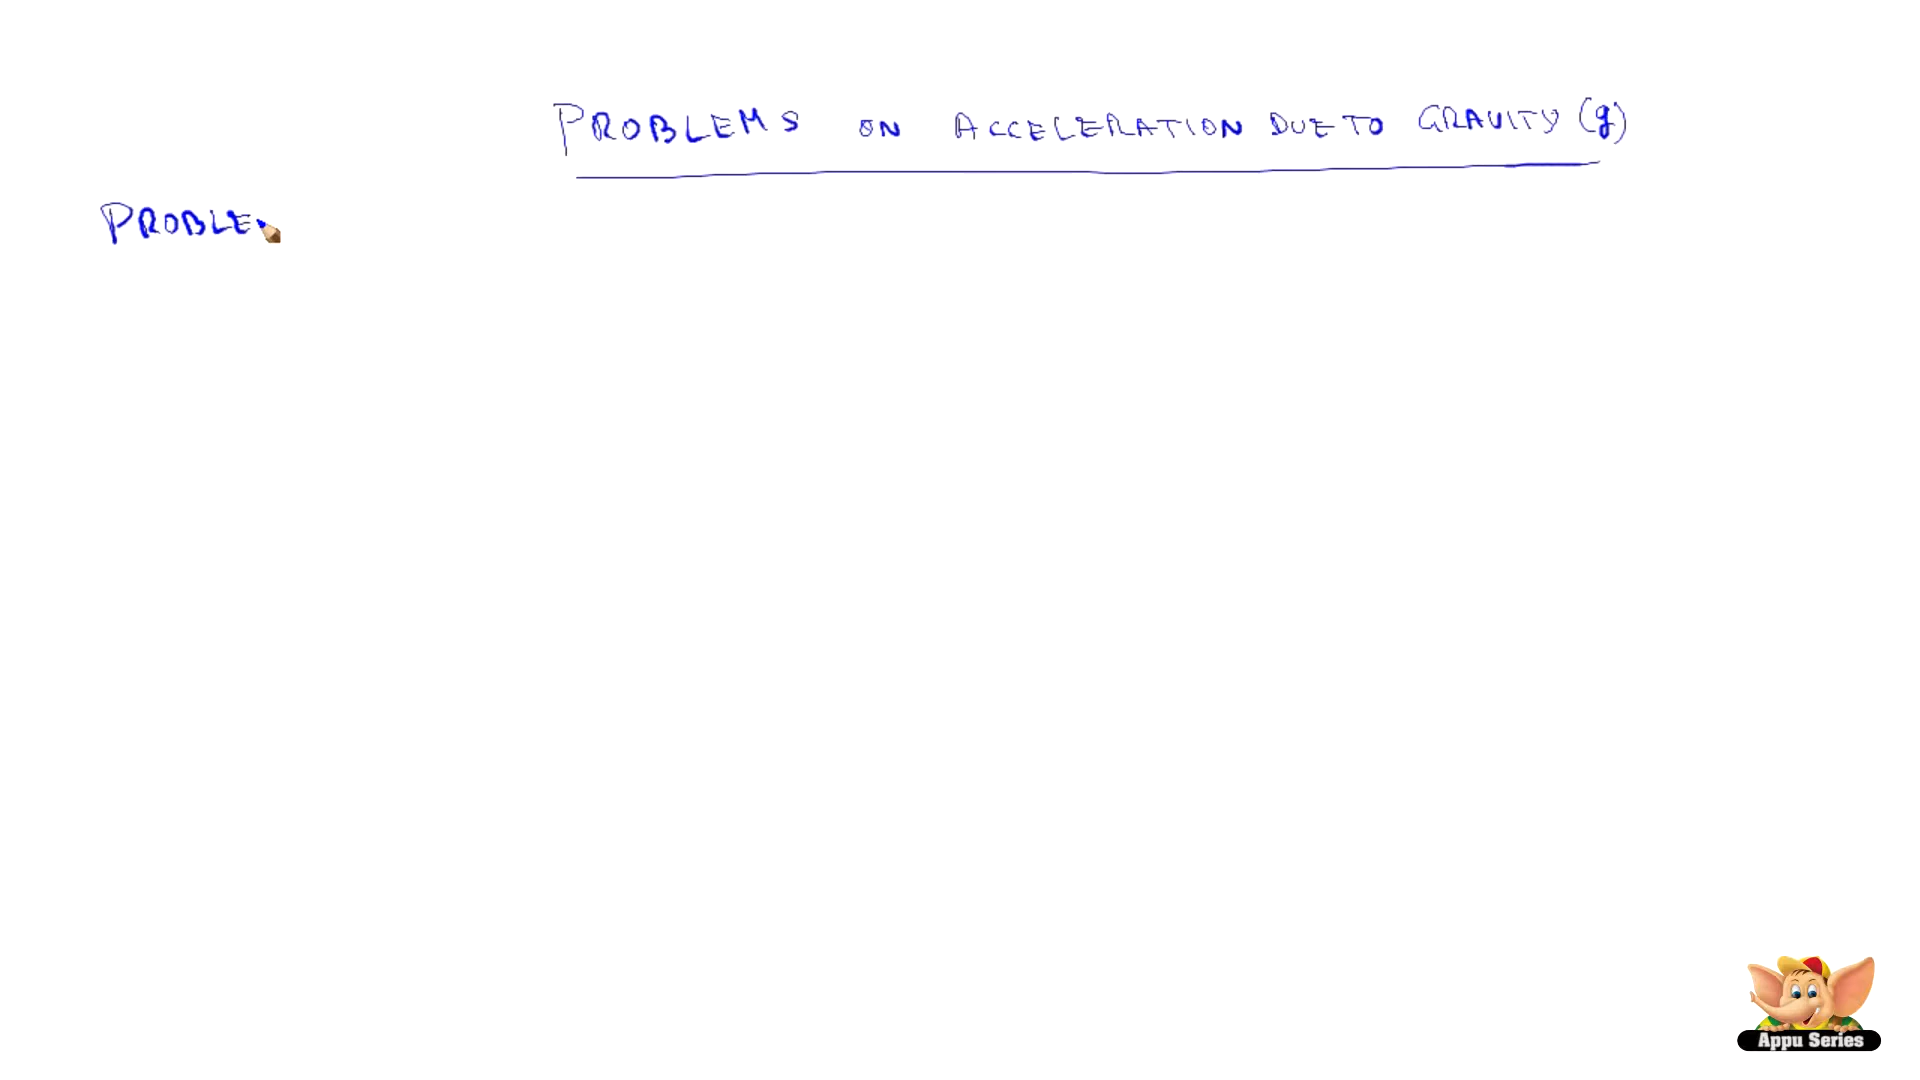 PROBLEMS ON ACCELERATION DUE TO GRAVITY (g)
PROBLE
Appu Series